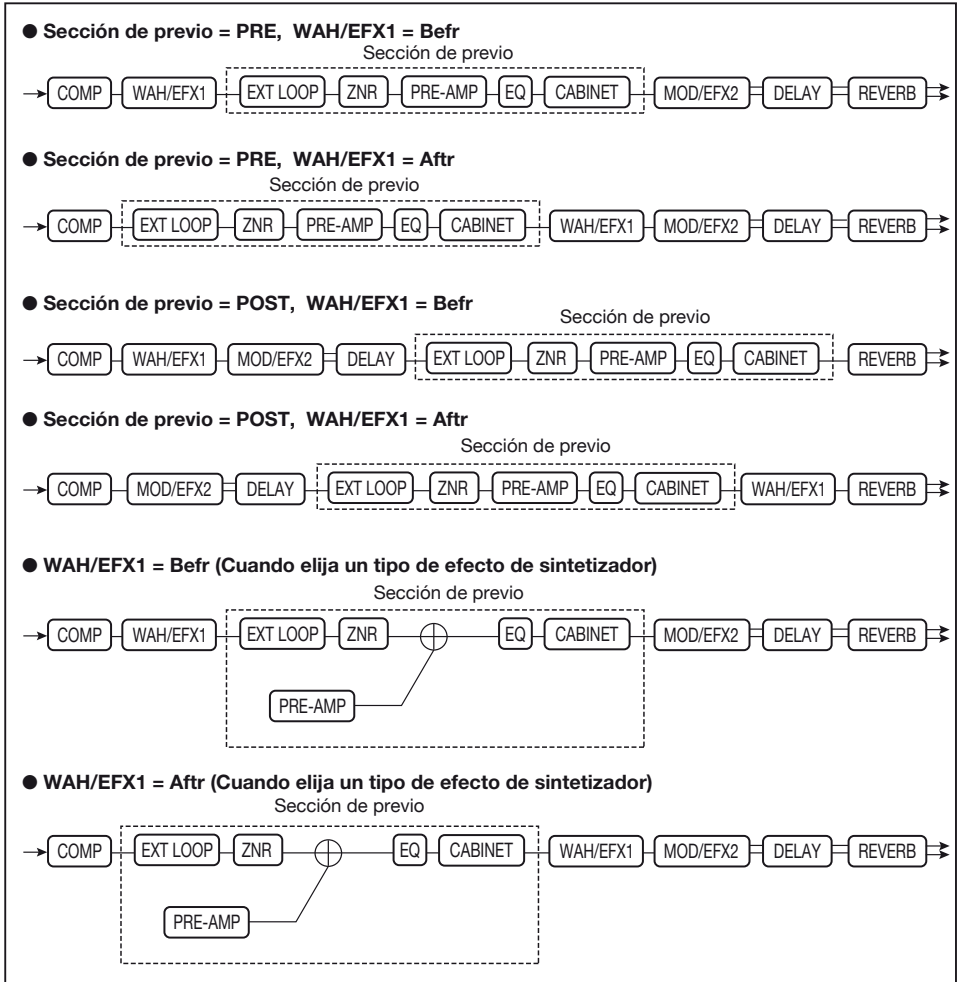 ● Sección de previo = PRE, WAH/EFX1 = Befr
Sección de previo
COMP WAH/EFX1 EXT LOOP ZNR PRE-AMP EQ CABINET MOD/EFX2 DELAY REVERB
● Sección de previo = PRE, WAH/EFX1 = Aftr
Sección de previo
COMP EXT LOOP ZNR PRE-AMP EQ CABINET WAH/EFX1 MOD/EFX2 DELAY REVERB
● Sección de previo = POST, WAH/EFX1 = Befr
Sección de previo
COMP WAH/EFX1 MOD/EFX2 DELAY EXT LOOP ZNR PRE-AMP EQ CABINET REVERB
● Sección de previo = POST, WAH/EFX1 = Aftr
Sección de previo
COMP MOD/EFX2 DELAY EXT LOOP ZNR PRE-AMP EQ CABINET WAH/EFX1 REVERB
● WAH/EFX1 = Befr (Cuando elija un tipo de efecto de sintetizador)
Sección de previo
COMP WAH/EFX1 EXT LOOP ZNR EQ CABINET MOD/EFX2 DELAY REVERB
PRE-AMP
● WAH/EFX1 = Aftr (Cuando elija un tipo de efecto de sintetizador)
Sección de previo
COMP EXT LOOP ZNR EQ CABINET WAH/EFX1 MOD/EFX2 DELAY REVERB
PRE-AMP